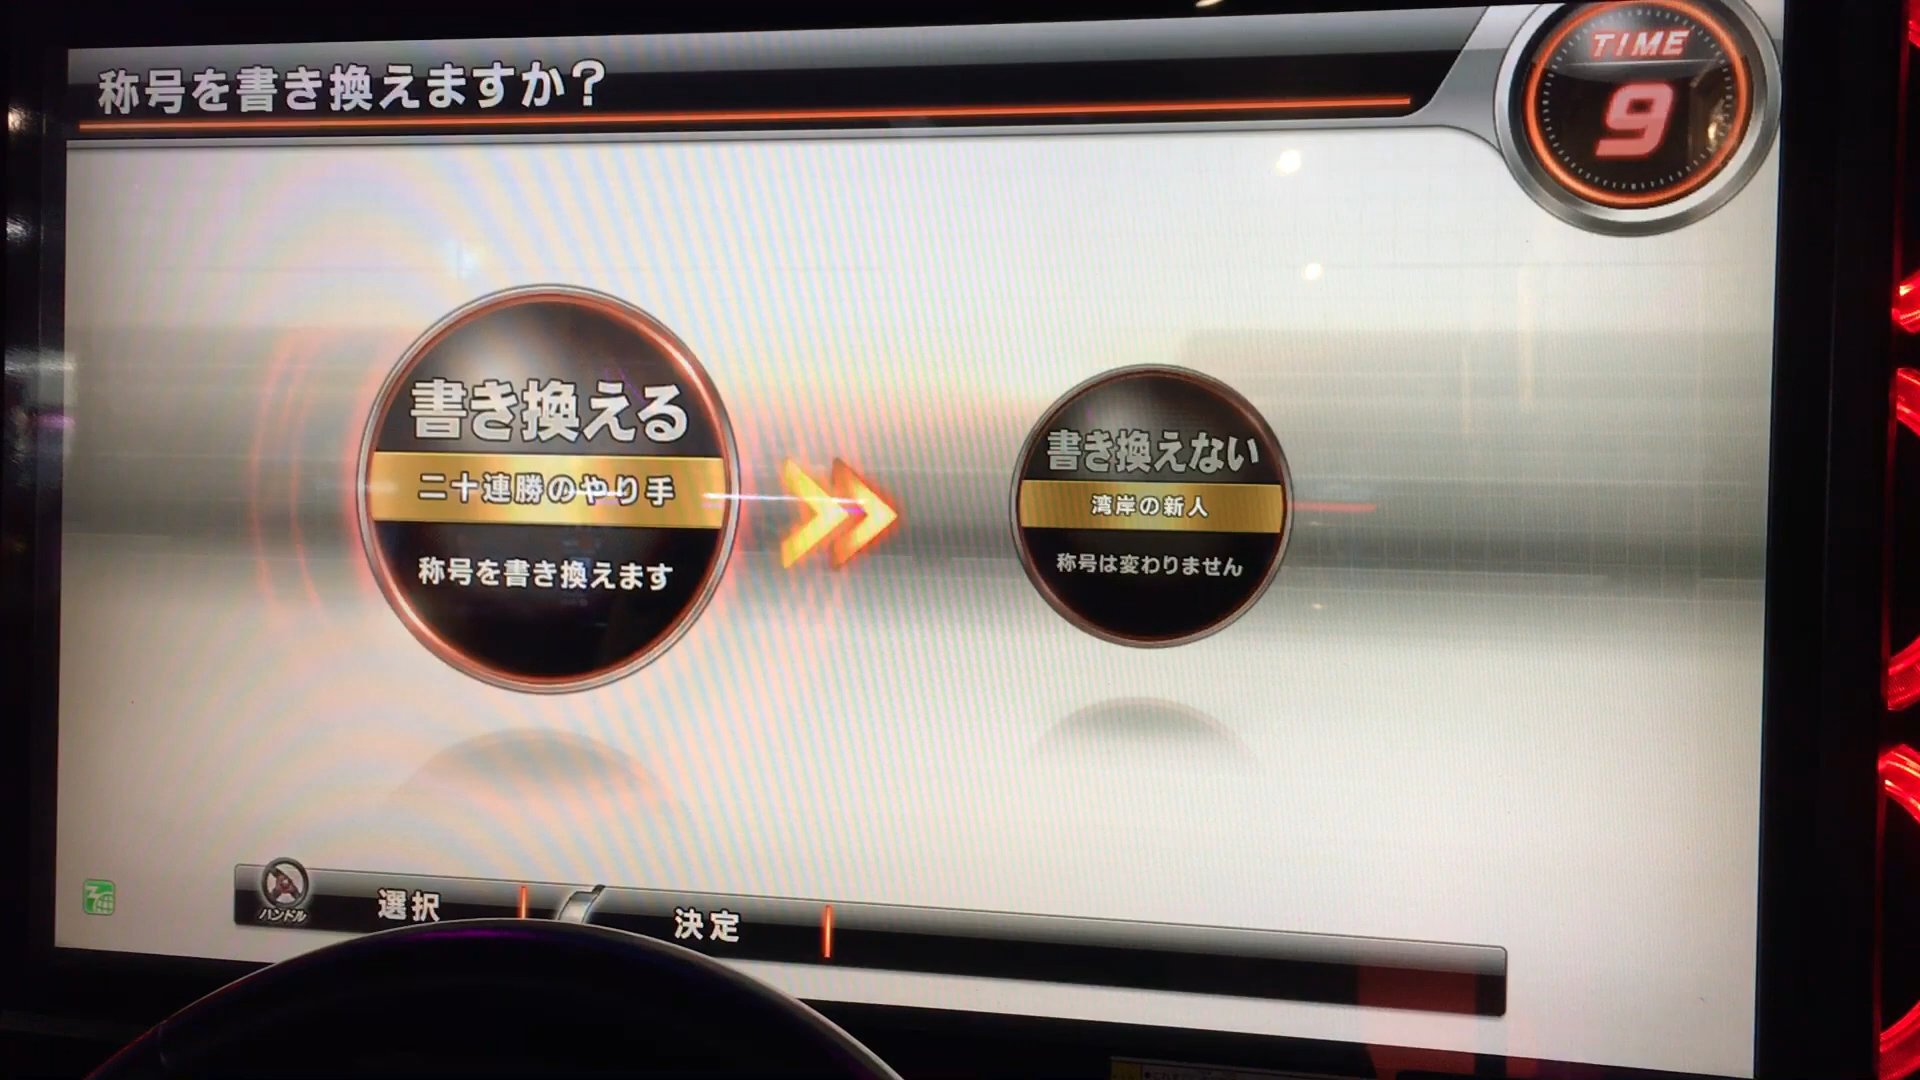 称号を書き換えますか?
TIME
9
書き換える
二十連勝のやり手
称号を書き換えます
書き換えない
湾岸の新人
称号は変わりません
ハンドル
選択
決定